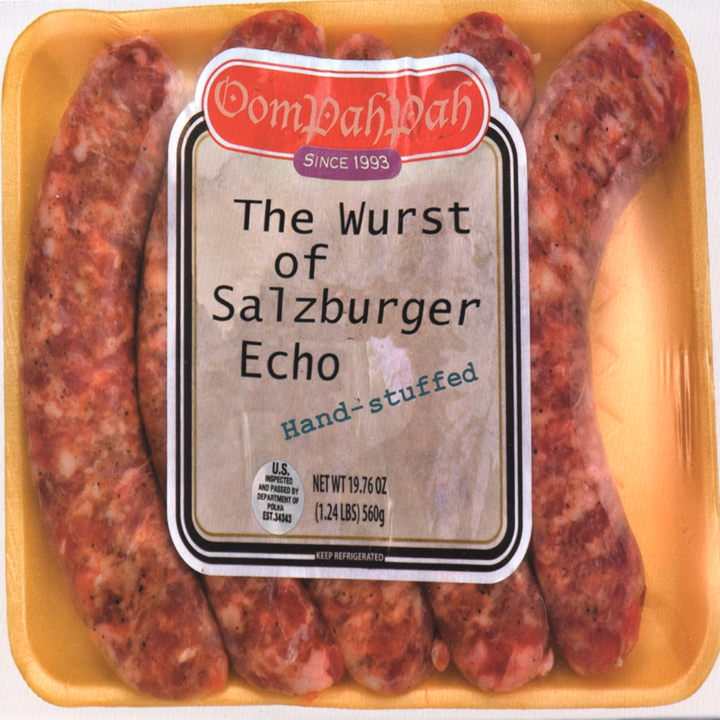 OomPahPah
SINCE 1993
The Wurst
of
Salzburger
Echo
Hand-stuffed
U.S.
INSPECTED
AND PASSED BY
DEPARTMENT OF
POLKA
EST.34343
NET WT 19.76 OZ
(1.24 LBS) 560g
KEEP REFRIGERATED